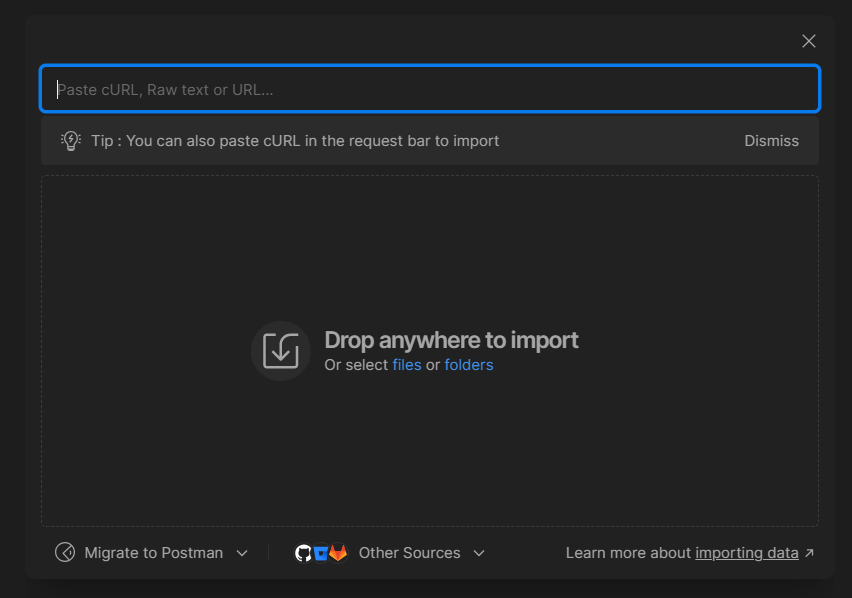 Paste cURL, Raw text or URL...
Tip : You can also paste cURL in the request bar to import
Dismiss
Drop anywhere to import
Or select files or folders
Migrate to Postman
Other Sources
Learn more about importing data